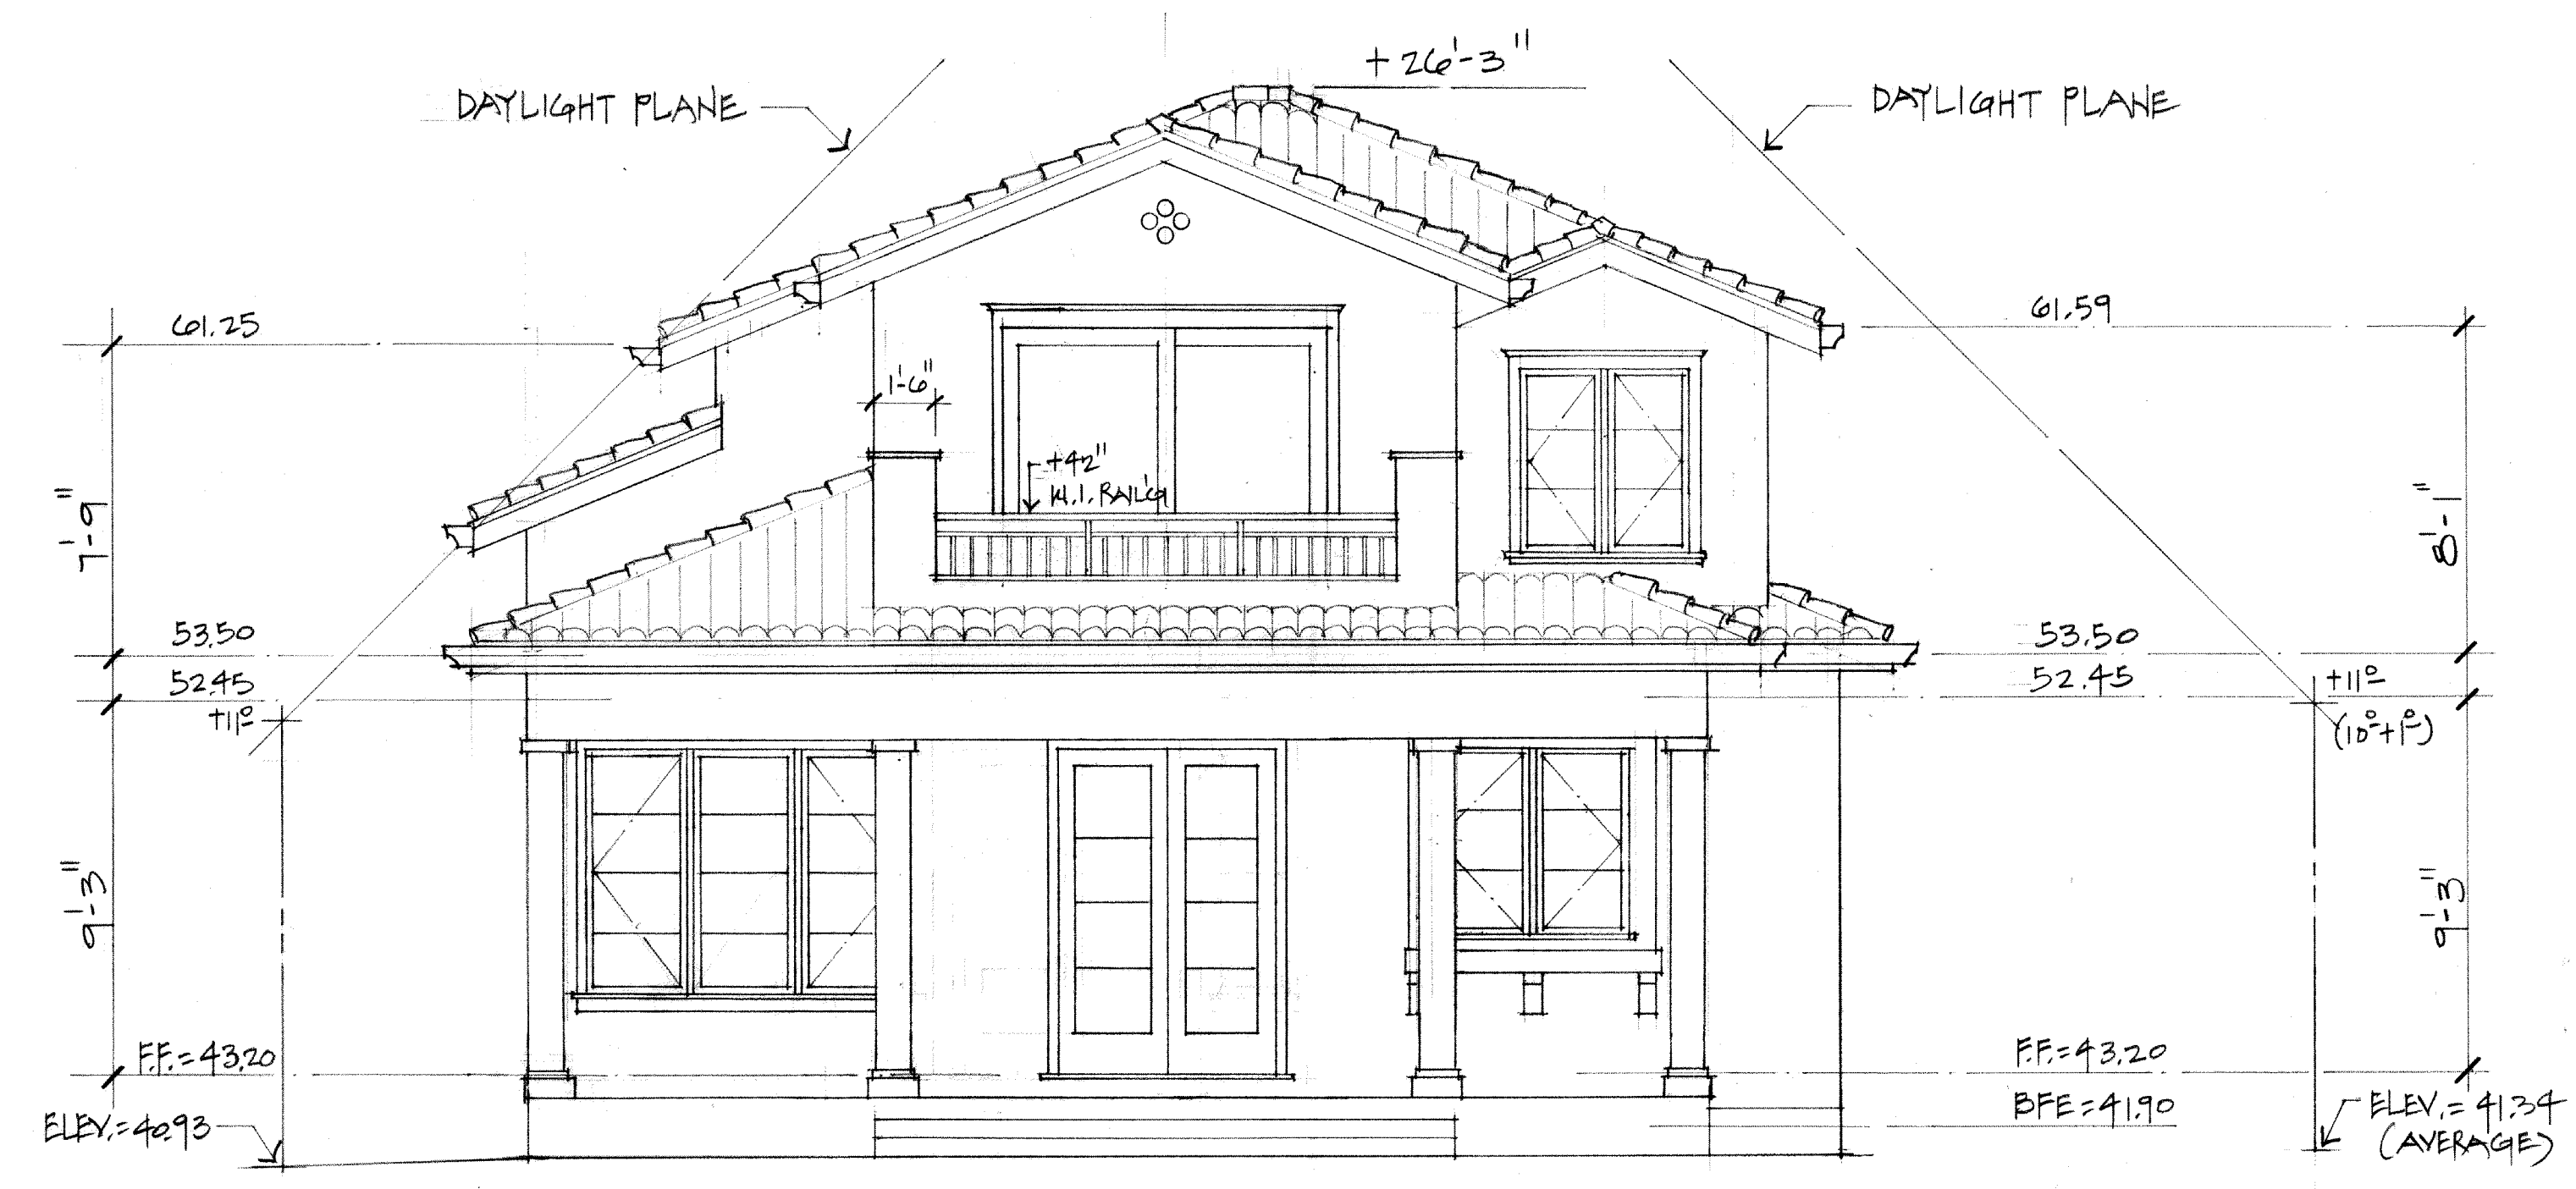 + 26'-3"
DAYLIGHT PLANE
DAYLIGHT PLANE
61.25
61.59
1'-6"
+42"
W.I. RAIL'G
7'-9"
8'-1"
53.50
53.50
52.45
52.45
+11°
+11°
(10°+1°)
9'-3"
9'-3"
F.F.=43.20
F.F.=43.20
ELEV.=40.93
BFE=41.90
ELEV.=41.34
(AVERAGE)